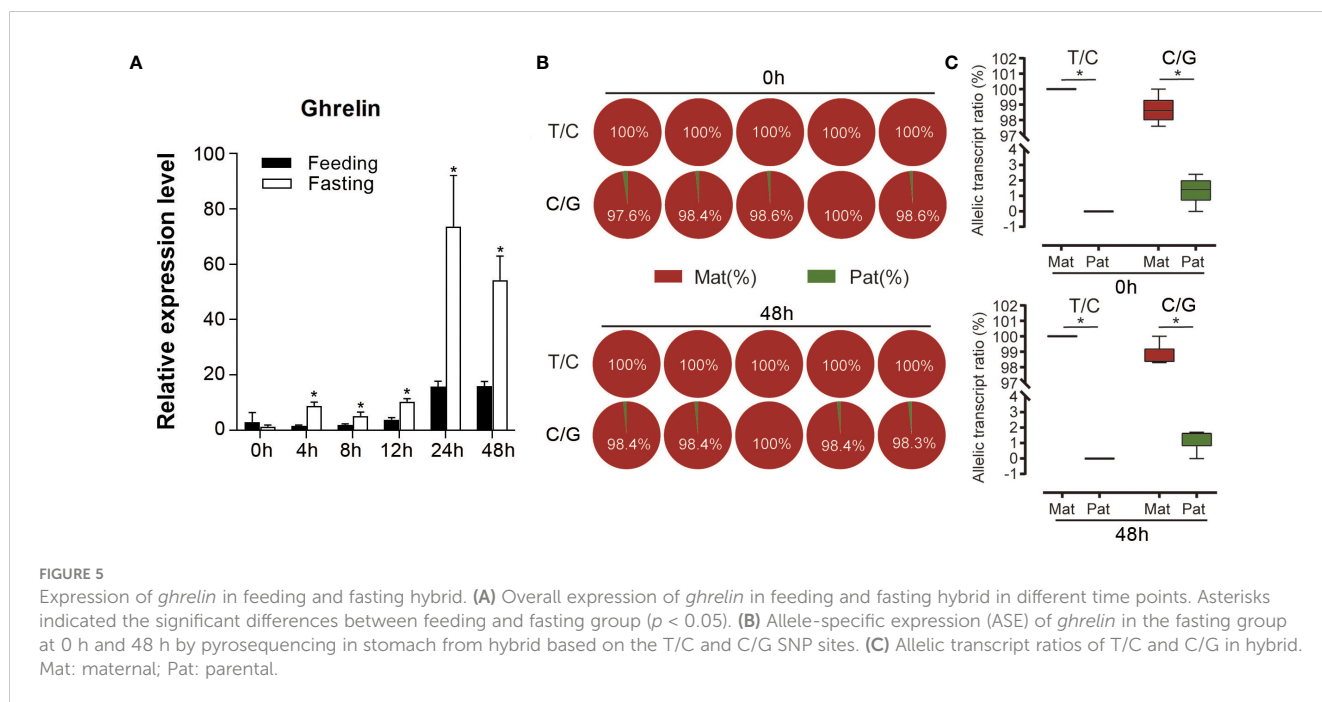 A
Ghrelin
Relative expression level
100
80
60
40
20
0
Feeding
Fasting
* * * * *
0h 4h 8h 12h 24h 48h
B
0h
T/C 100% 100% 100% 100% 100%
C/G 97.6% 98.4% 98.6% 100% 98.6%
Mat(%) Pat(%)
48h
T/C 100% 100% 100% 100% 100%
C/G 98.4% 98.4% 100% 98.4% 98.3%
C
Allelic transcript ratio (%)
102
101
100
99
98
97
4
3
2
1
0
-1
T/C C/G
* *
Mat Pat Mat Pat
0h
Allelic transcript ratio (%)
102
101
100
99
98
97
4
3
2
1
0
-1
T/C C/G
* *
Mat Pat Mat Pat
48h
FIGURE 5
Expression of ghrelin in feeding and fasting hybrid. (A) Overall expression of ghrelin in feeding and fasting hybrid in different time points. Asterisks
indicated the significant differences between feeding and fasting group (p < 0.05). (B) Allele-specific expression (ASE) of ghrelin in the fasting group
at 0 h and 48 h by pyrosequencing in stomach from hybrid based on the T/C and C/G SNP sites. (C) Allelic transcript ratios of T/C and C/G in hybrid.
Mat: maternal; Pat: parental.